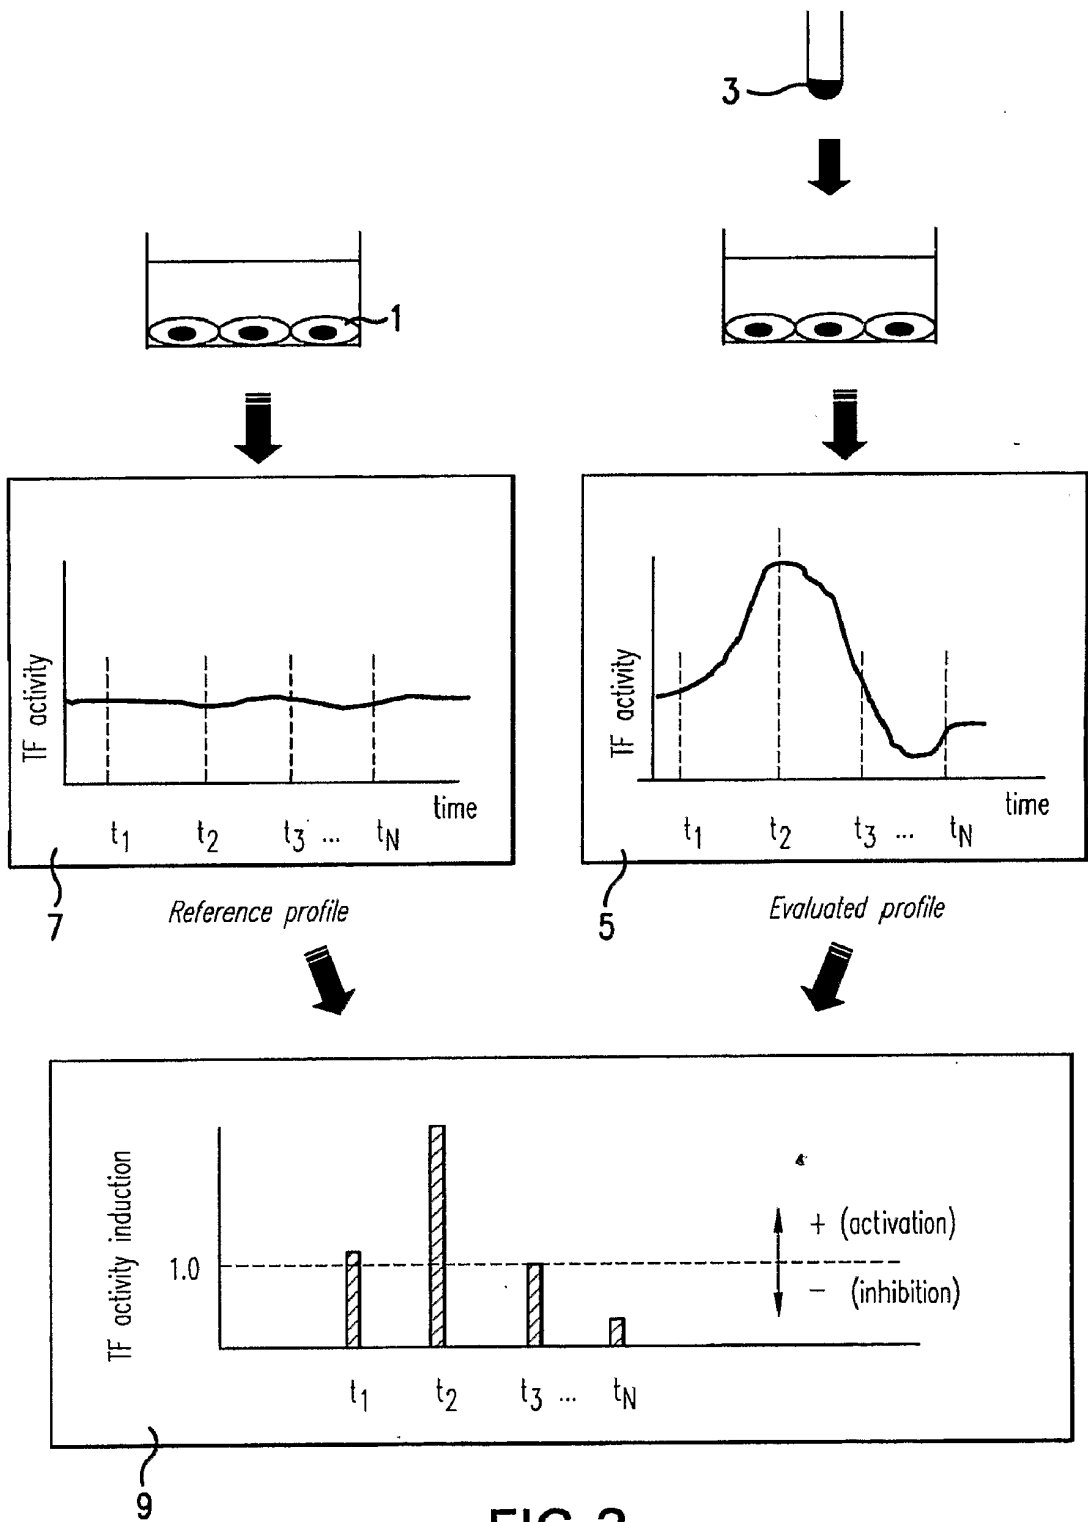 3
1
TF activity
time
t1 t2 t3 ... tN
7
Reference profile
TF activity
time
t1 t2 t3 ... tN
5
Evaluated profile
TF activity induction
1.0
+ (activation)
− (inhibition)
t1 t2 t3 ... tN
9